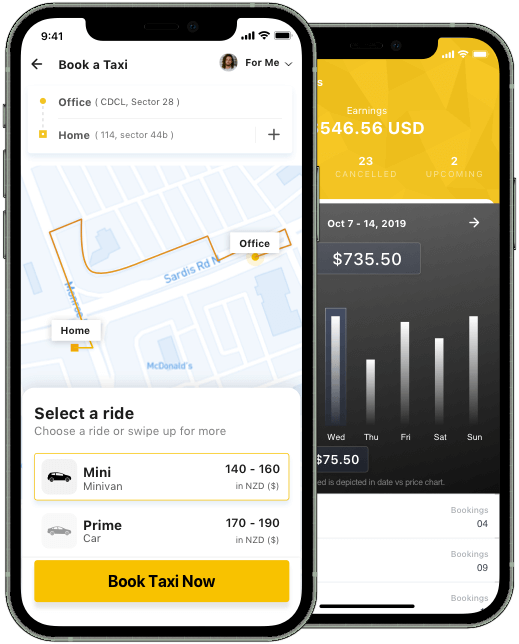 9:41
Book a Taxi
For Me
Office ( CDCL, Sector 28 )
Home ( 114, sector 44b )
Office
Sardis Rd N
Home
McDonald's
Select a ride
Choose a ride or swipe up for more
Mini
140 - 160
Minivan
in NZD ($)
Prime
170 - 190
Car
in NZD ($)
Book Taxi Now
Earnings
546.56 USD
23
2
CANCELLED
UPCOMING
Oct 7 - 14, 2019
$735.50
Wed
Thu
Fri
Sat
Sun
$75.50
is depicted in date vs price chart.
Bookings
04
Bookings
09
Bookings